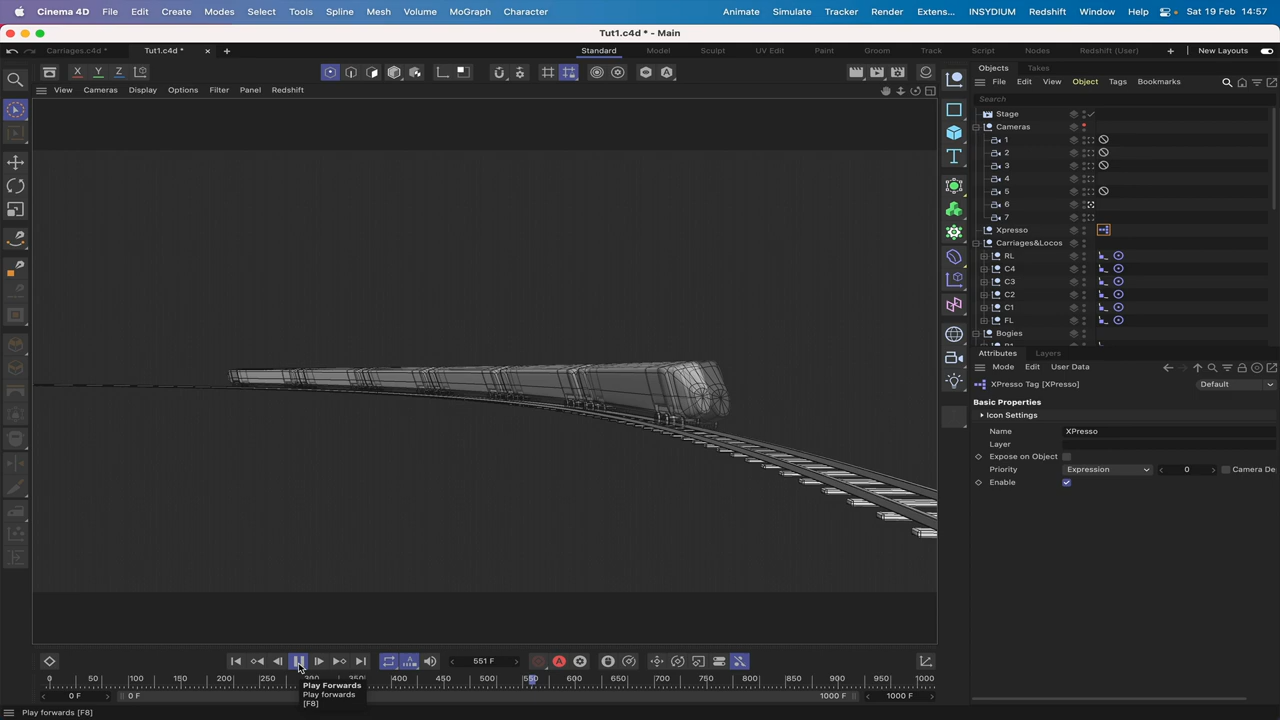 Cinema 4D File Edit Create Modes Select Tools Spline Mesh Volume MoGraph Character Animate Simulate Tracker Render Extens... INSYDIUM Redshift Window Help Sat 19 Feb 14:57
Tut1.c4d * - Main
Carriages.c4d * Tut1.c4d * Standard Model Sculpt UV Edit Paint Groom Track Script Nodes Redshift (User) New Layouts
X Y Z
View Cameras Display Options Filter Panel Redshift
Objects Takes
File Edit View Object Tags Bookmarks
Search
Stage
Cameras
1
2
3
4
5
6
7
Xpresso
Carriages&Locos
RL
C4
C3
C2
C1
FL
Bogies
Attributes Layers
Mode Edit User Data
XPresso Tag [XPresso] Default
Basic Properties
Icon Settings
Name XPresso
Layer
Expose on Object
Priority Expression 0 Camera De
Enable
551 F
0 50 100 150 200 250 300 350 400 450 500 550 600 650 700 750 800 850 900 950 1000
0 F 0 F 1000 F 1000 F
Play Forwards
Play forwards
[F8]
Play forwards [F8]